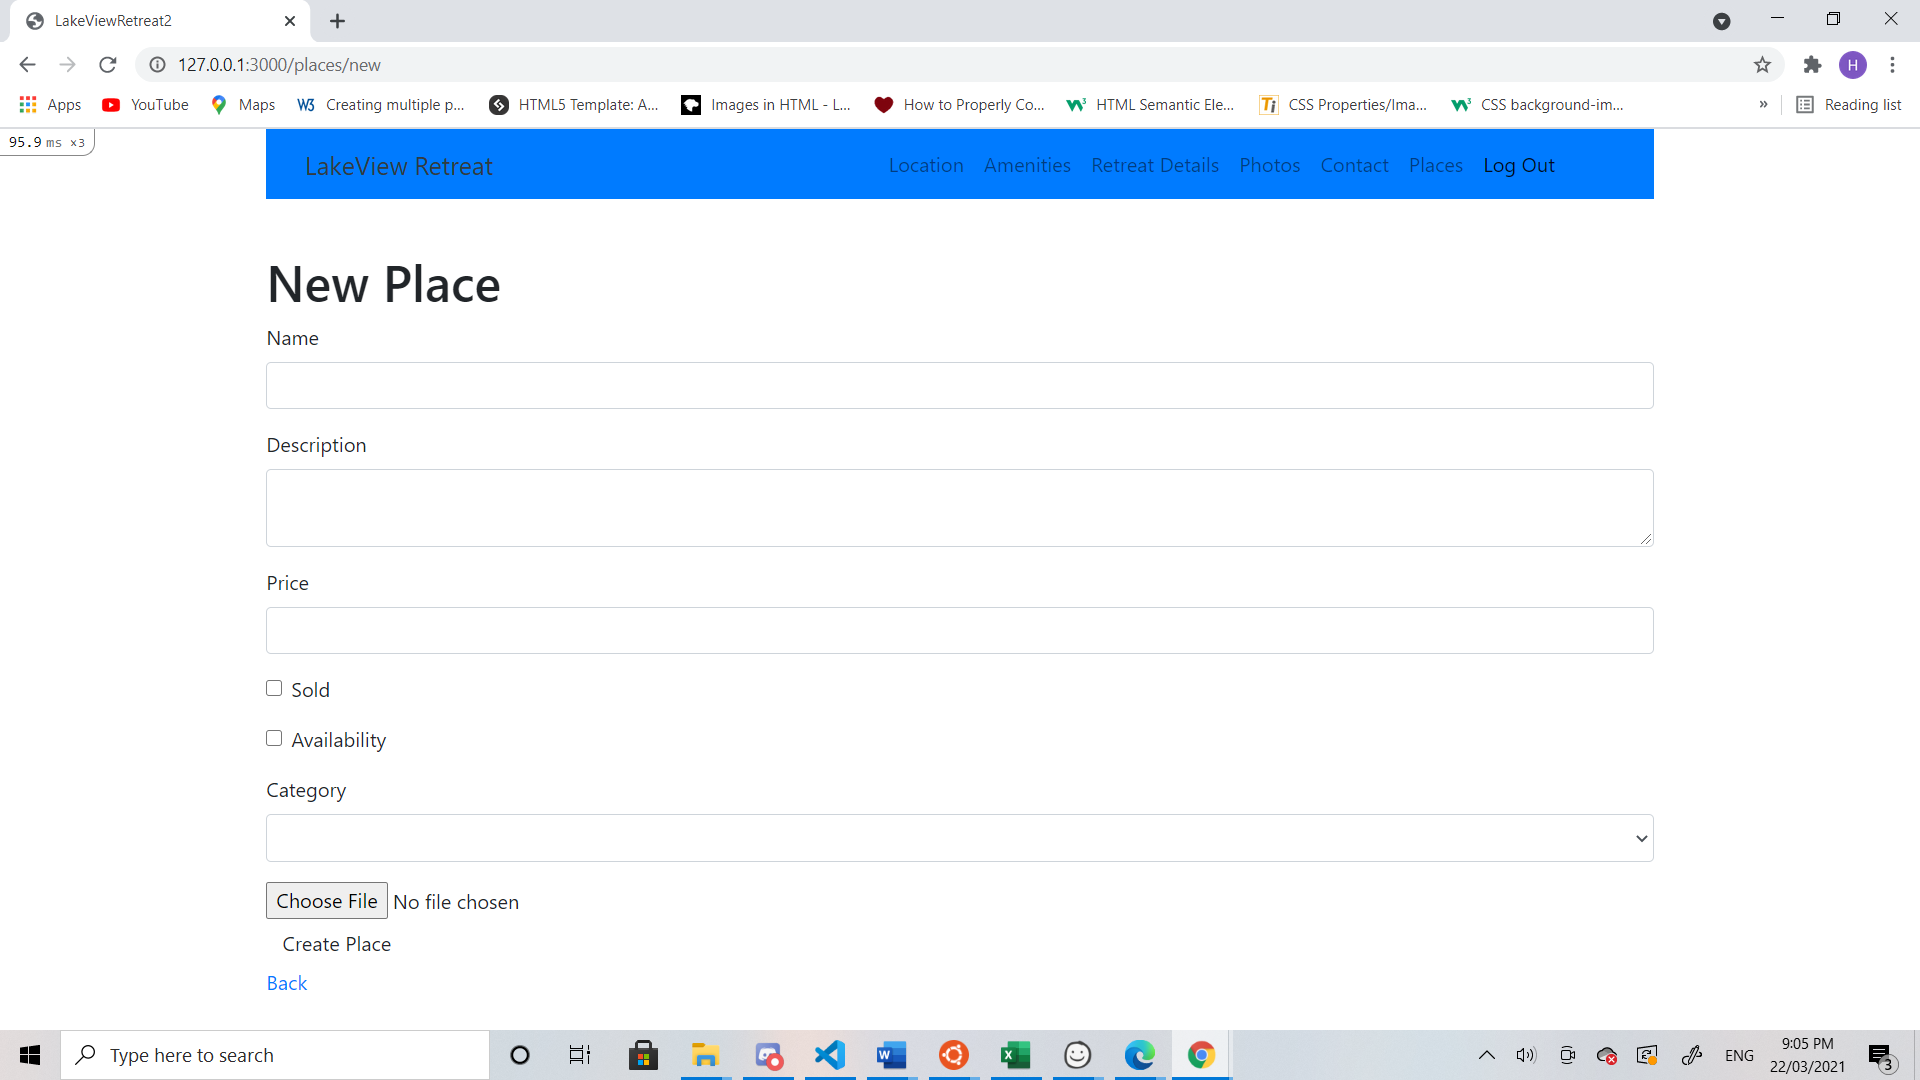 LakeViewRetreat2
127.0.0.1:3000/places/new
H
Apps YouTube Maps Creating multiple p... HTML5 Template: A... Images in HTML - L... How to Properly Co... HTML Semantic Ele... CSS Properties/Ima... CSS background-im... » Reading list
95.9 ms x3
LakeView Retreat Location Amenities Retreat Details Photos Contact Places Log Out
New Place
Name
Description
Price
Sold
Availability
Category
Choose File No file chosen
Create Place
Back
Type here to search
ENG
9:05 PM
22/03/2021
3